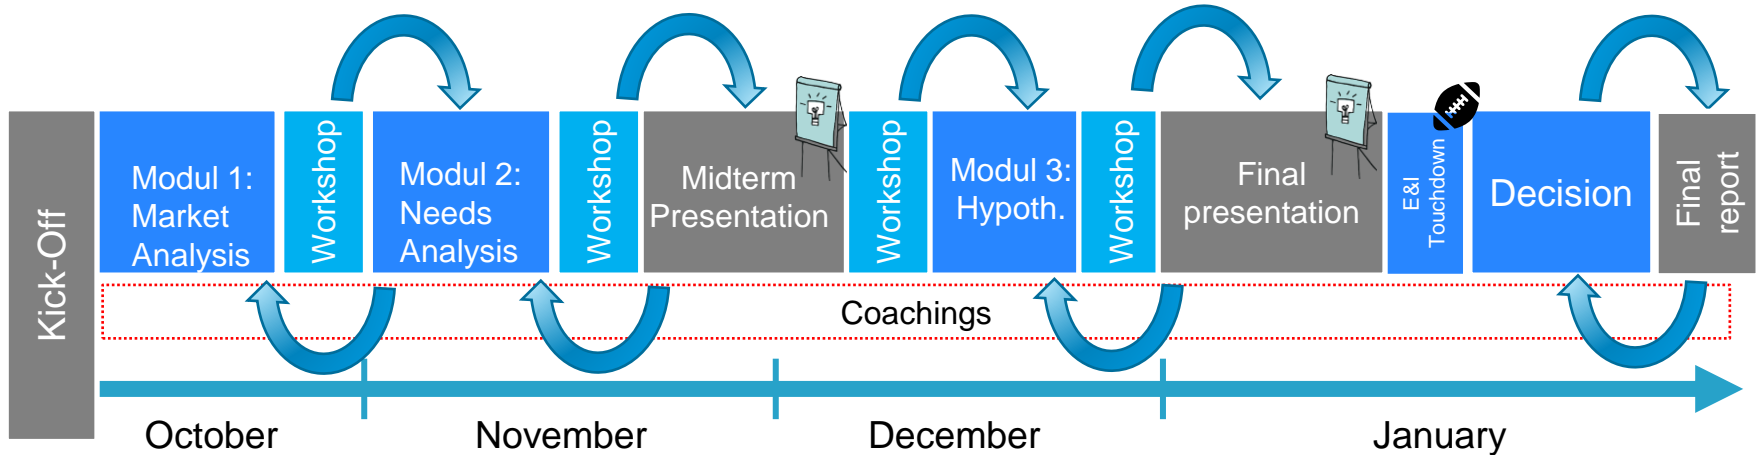 Kick-Off
Modul 1:
Market
Analysis
Workshop
Modul 2:
Needs
Analysis
Workshop
Midterm
Presentation
Workshop
Modul 3:
Hypoth.
Workshop
Final
presentation
E&I
Touchdown
Decision
Final
report
Coachings
October
November
December
January